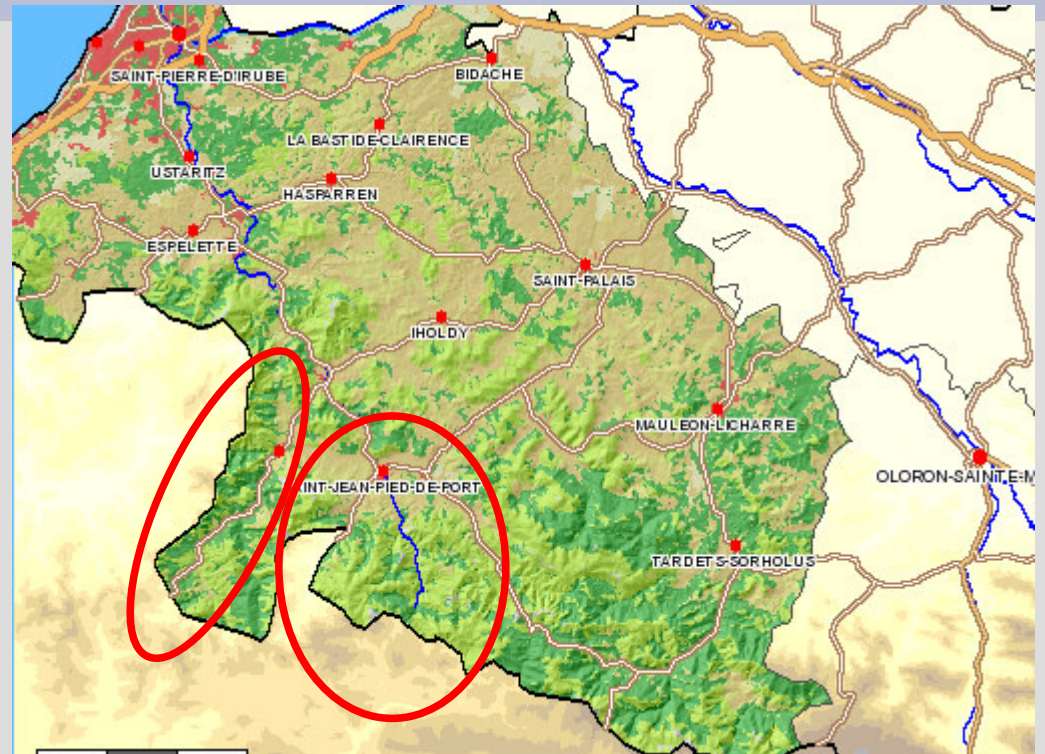 SAINT-PIERRE-D'IRUBE
BIDACHE
LA BASTIDE-CLAIRENCE
USTARITZ
HASPARREN
ESPELETTE
SAINT-PALAIS
IHOLDY
MAULEON-LICHARRE
AINT-JEAN-PIED-DE-PORT
OLORON-SAINTE-M
TARDETS-SORHOLUS